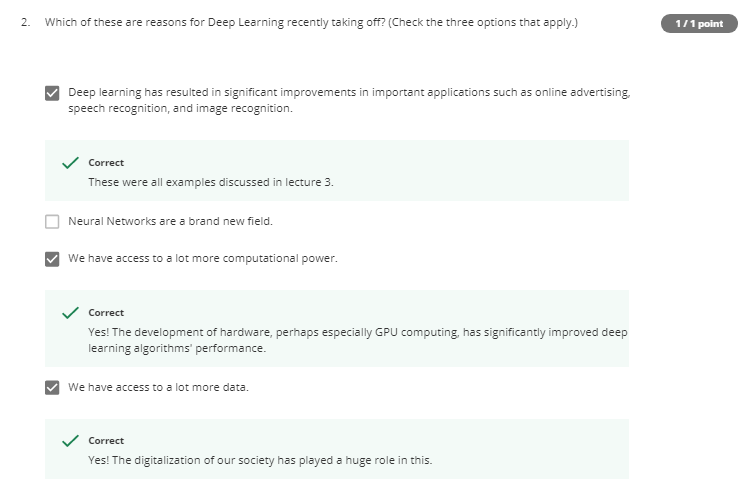 2. Which of these are reasons for Deep Learning recently taking off? (Check the three options that apply.)
1 / 1 point
Deep learning has resulted in significant improvements in important applications such as online advertising,
speech recognition, and image recognition.
Correct
These were all examples discussed in lecture 3.
Neural Networks are a brand new field.
We have access to a lot more computational power.
Correct
Yes! The development of hardware, perhaps especially GPU computing, has significantly improved deep
learning algorithms' performance.
We have access to a lot more data.
Correct
Yes! The digitalization of our society has played a huge role in this.